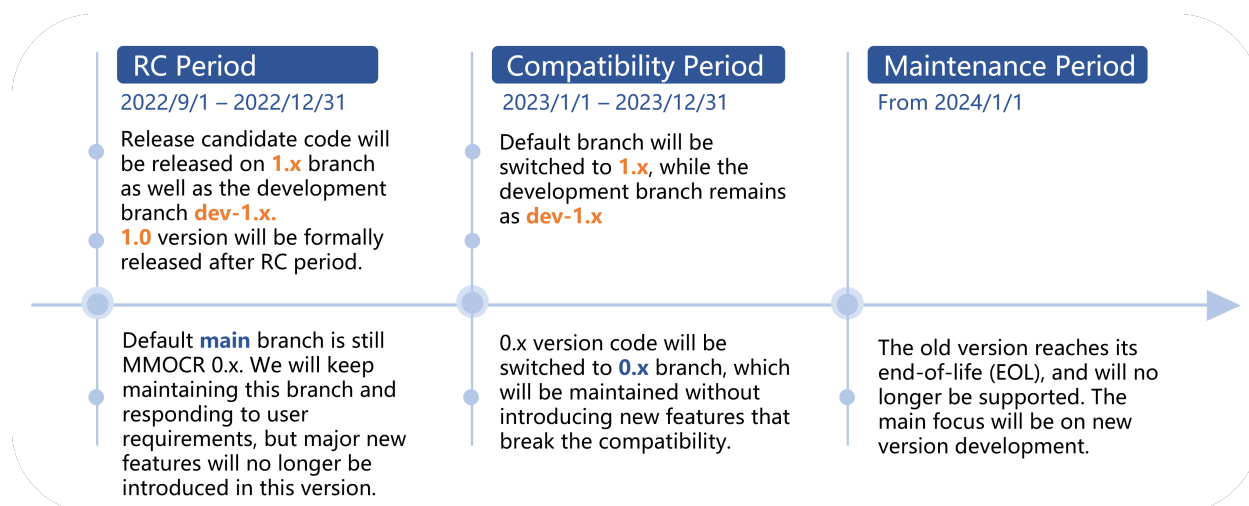 RC Period
2022/9/1 – 2022/12/31
Release candidate code will
be released on 1.x branch
as well as the development
branch dev-1.x.
1.0 version will be formally
released after RC period.
Default main branch is still
MMOCR 0.x. We will keep
maintaining this branch and
responding to user
requirements, but major new
features will no longer be
introduced in this version.
Compatibility Period
2023/1/1 – 2023/12/31
Default branch will be
switched to 1.x, while the
development branch remains
as dev-1.x
0.x version code will be
switched to 0.x branch, which
will be maintained without
introducing new features that
break the compatibility.
Maintenance Period
From 2024/1/1
The old version reaches its
end-of-life (EOL), and will no
longer be supported. The
main focus will be on new
version development.